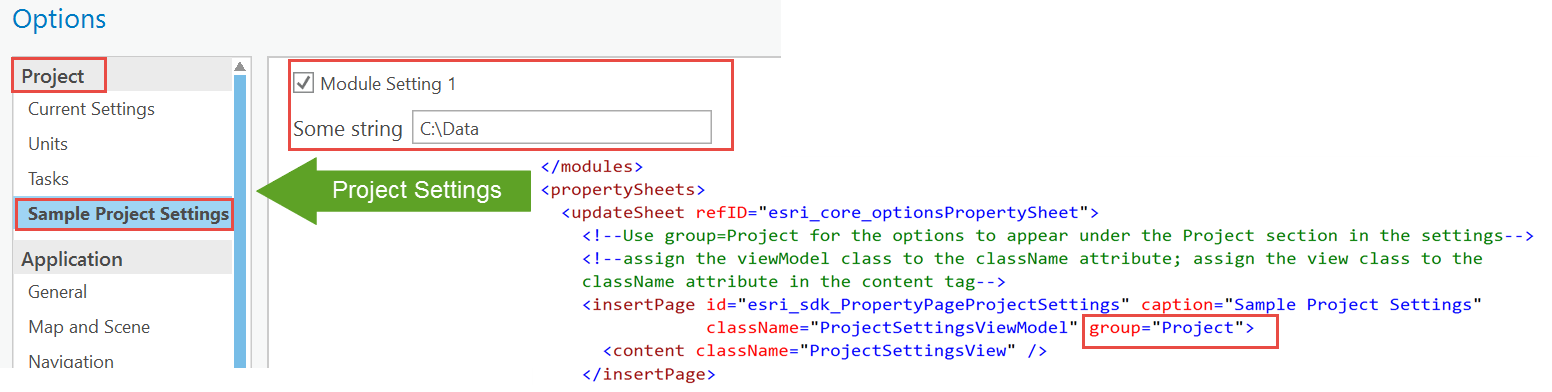 Options
Project
Current Settings
Units
Tasks
Sample Project Settings
Application
General
Map and Scene
Navigation
Module Setting 1
Some string C:\Data
Project Settings
</modules>
<propertySheets>
<updateSheet refID="esri_core_optionsPropertySheet">
<!--Use group=Project for the options to appear under the Project section in the settings-->
<!--assign the viewModel class to the className attribute; assign the view class to the
className attribute in the content tag-->
<insertPage id="esri_sdk_PropertyPageProjectSettings" caption="Sample Project Settings"
className="ProjectSettingsViewModel" group="Project">
<content className="ProjectSettingsView" />
</insertPage>